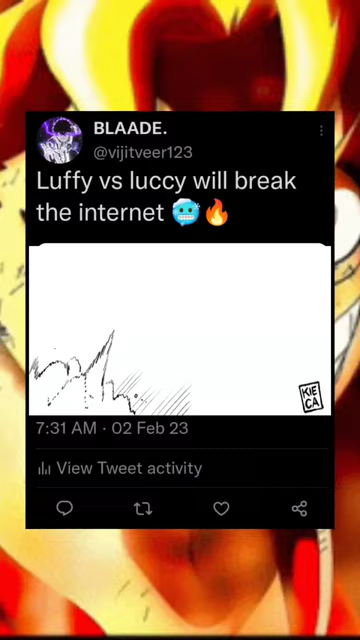 BLAADE.
@vijitveer123
Luffy vs luccy will break
the internet 🥶🔥
KIE
CA
7:31 AM · 02 Feb 23
View Tweet activity